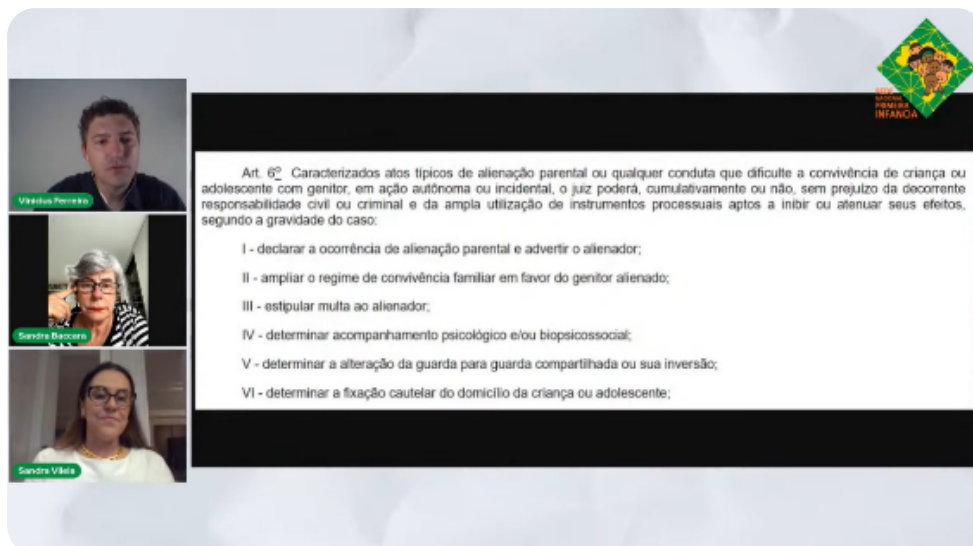 REDE
NACIONAL
PRIMEIRA
INFÂNCIA
Vinicius Ferreira
Sandra Baccara
Sandra Vilela
Art. 6º Caracterizados atos típicos de alienação parental ou qualquer conduta que dificulte a convivência de criança ou
adolescente com genitor, em ação autônoma ou incidental, o juiz poderá, cumulativamente ou não, sem prejuízo da decorrente
responsabilidade civil ou criminal e da ampla utilização de instrumentos processuais aptos a inibir ou atenuar seus efeitos,
segundo a gravidade do caso:
I - declarar a ocorrência de alienação parental e advertir o alienador;
II - ampliar o regime de convivência familiar em favor do genitor alienado;
III - estipular multa ao alienador;
IV - determinar acompanhamento psicológico e/ou biopsicossocial;
V - determinar a alteração da guarda para guarda compartilhada ou sua inversão;
VI - determinar a fixação cautelar do domicílio da criança ou adolescente;